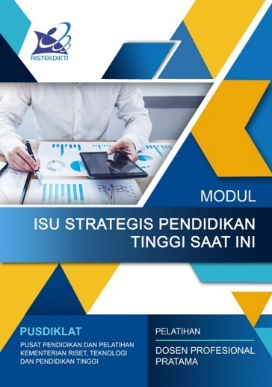 RISTEKDIKTI
MODUL
ISU STRATEGIS PENDIDIKAN
TINGGI SAAT INI
PUSDIKLAT
PUSAT PENDIDIKAN DAN PELATIHAN
KEMENTERIAN RISET, TEKNOLOGI
DAN PENDIDIKAN TINGGI
PELATIHAN
DOSEN PROFESIONAL
PRATAMA